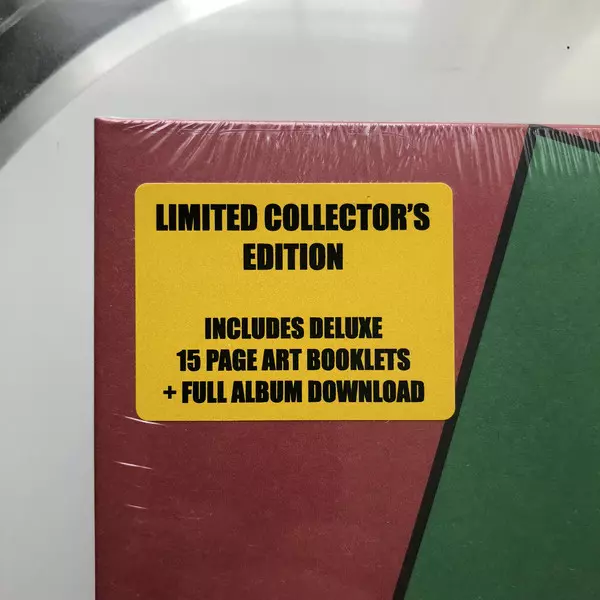 LIMITED COLLECTOR'S
EDITION
INCLUDES DELUXE
15 PAGE ART BOOKLETS
+ FULL ALBUM DOWNLOAD